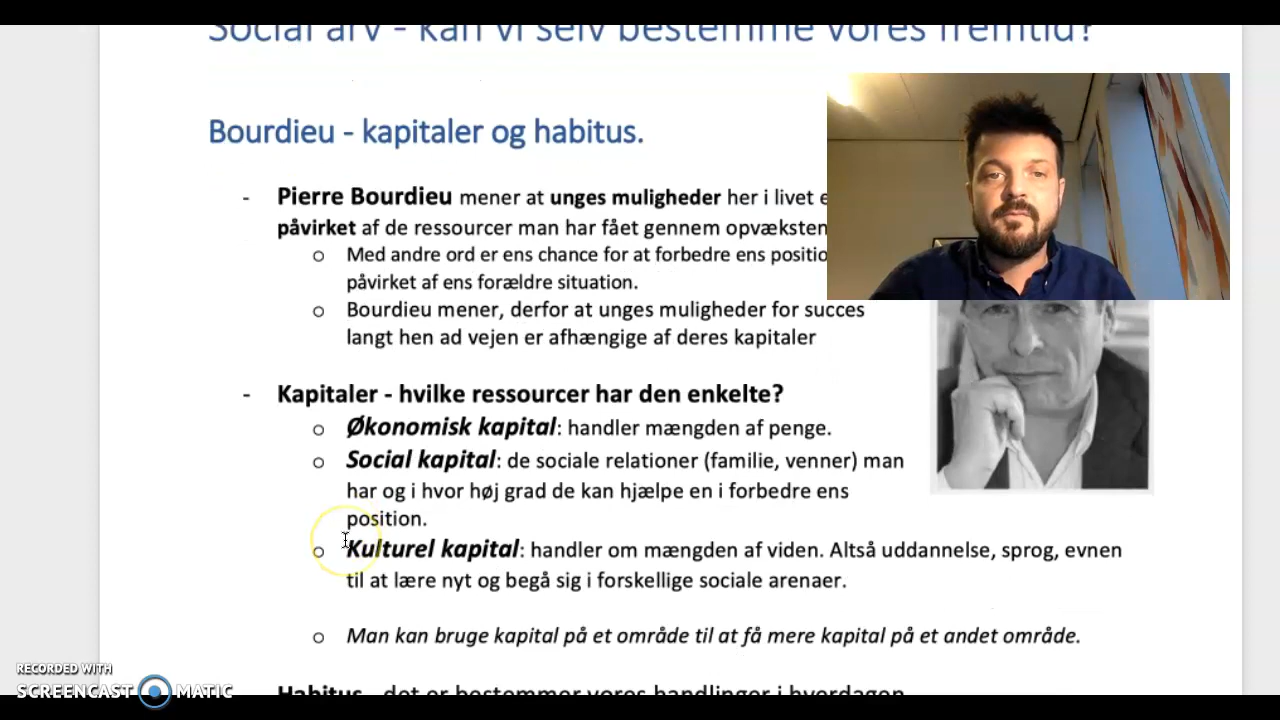 Social arv - kan vi selv bestemme vores fremtid?
Bourdieu - kapitaler og habitus.
- Pierre Bourdieu mener at unges muligheder her i livet
påvirket af de ressourcer man har fået gennem opvæksten
o Med andre ord er ens chance for at forbedre ens
påvirket af ens forældre situation.
o Bourdieu mener, derfor at unges muligheder for succes
langt hen ad vejen er afhængige af deres kapitaler
- Kapitaler - hvilke ressourcer har den enkelte?
o Økonomisk kapital: handler mængden af penge.
o Social kapital: de sociale relationer (familie, venner) man
har og i hvor høj grad de kan hjælpe en i forbedre ens
position.
o Kulturel kapital: handler om mængden af viden. Altså uddannelse, sprog, evnen
til at lære nyt og begå sig i forskellige sociale arenaer.
o Man kan bruge kapital på et område til at få mere kapital på et andet område.
Habitus - det er bestemmer vores handlinger i hverdagen
RECORDED WITH
SCREENCAST MATIC